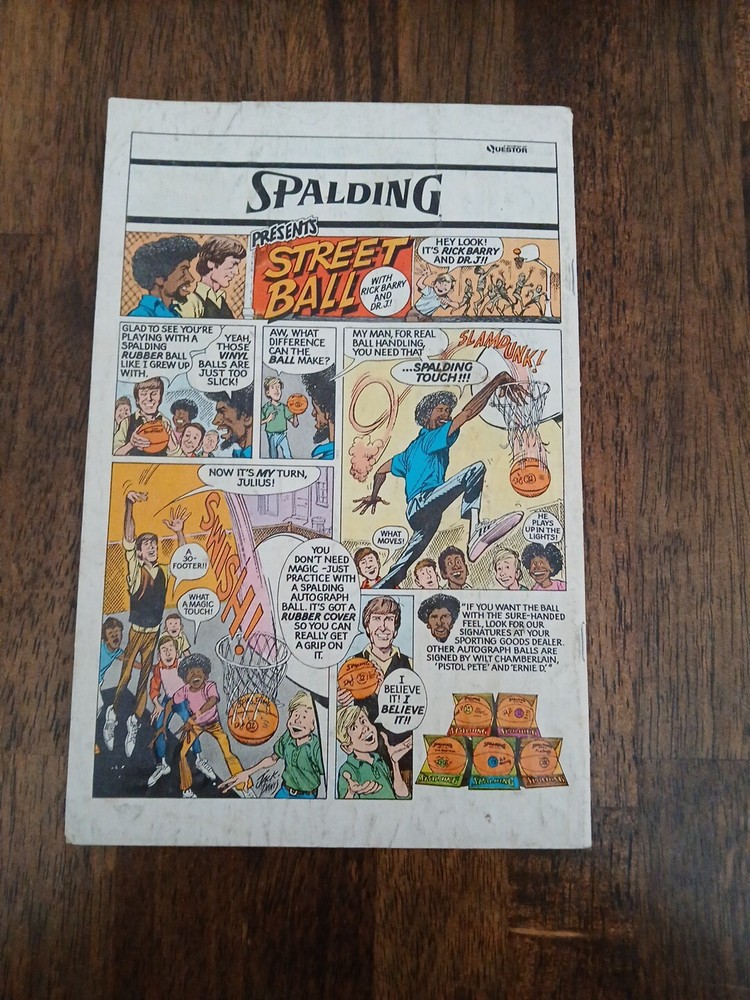 QUESTOR
SPALDING
PRESENTS
STREET
BALL
WITH
RICK BARRY
AND
DR.J!
HEY LOOK!
IT'S RICK BARRY
AND DR.J!!
GLAD TO SEE YOU'RE
PLAYING WITH A
SPALDING
RUBBER BALL
LIKE I GREW UP
WITH.
YEAH,
THOSE
VINYL
BALLS ARE
JUST TOO
SLICK!
AW, WHAT
DIFFERENCE
CAN THE
BALL MAKE?
MY MAN, FOR REAL
BALL HANDLING,
YOU NEED THAT
...SPALDING
TOUCH!!!
SLAMDUNK!
WHAT
MOVES!
HE
PLAYS
UP IN THE
LIGHTS!
NOW IT'S MY TURN,
JULIUS!
A
30-
FOOTER!!
WHAT
A MAGIC
TOUCH!
SWISH!
YOU
DON'T NEED
MAGIC-JUST
PRACTICE WITH
A SPALDING
AUTOGRAPH
BALL. IT'S GOT A
RUBBER COVER
SO YOU CAN
REALLY GET
A GRIP ON
IT.
SPALDING
I
BELIEVE
IT! I
BELIEVE
IT!!
"IF YOU WANT THE BALL
WITH THE SURE-HANDED
FEEL, LOOK FOR OUR
SIGNATURES AT YOUR
SPORTING GOODS DEALER.
OTHER AUTOGRAPH BALLS ARE
SIGNED BY WILT CHAMBERLAIN,
'PISTOL PETE' AND 'ERNIE D.'"
SPALDING SPALDING
SPALDING SPALDING SPALDING